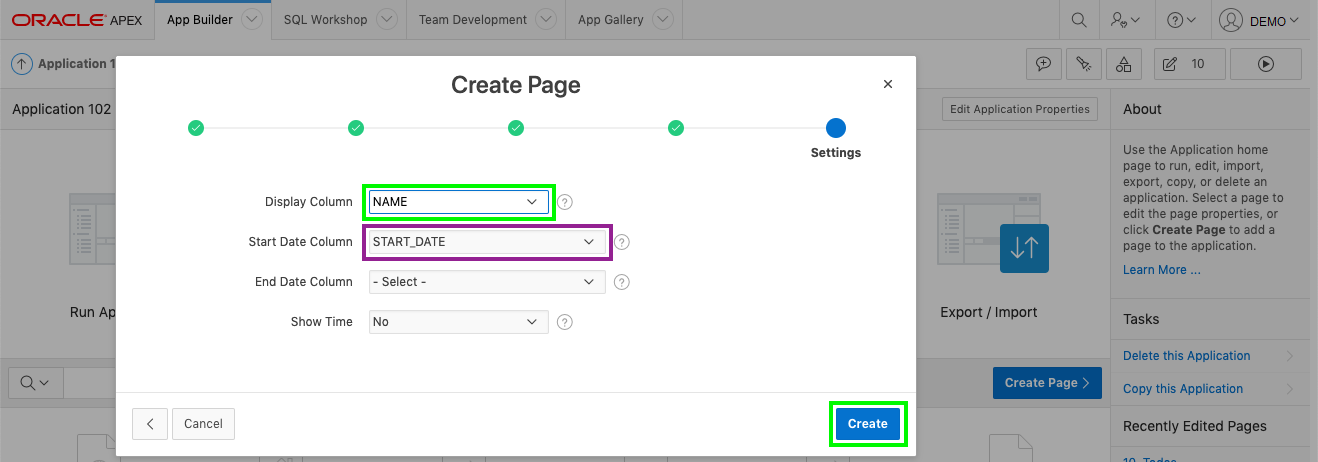 ORACLE APEX App Builder SQL Workshop Team Development App Gallery DEMO
Application 1 10
Application 102 Edit Application Properties About
Create Page
Settings
Display Column NAME
Start Date Column START_DATE
End Date Column - Select -
Show Time No
Cancel Create
Run Ap
Export / Import
Create Page
Use the Application home
page to run, edit, import,
export, copy, or delete an
application. Select a page to
edit the page properties, or
click Create Page to add a
page to the application.
Learn More ...
Tasks
Delete this Application
Copy this Application
Recently Edited Pages
10. Todos